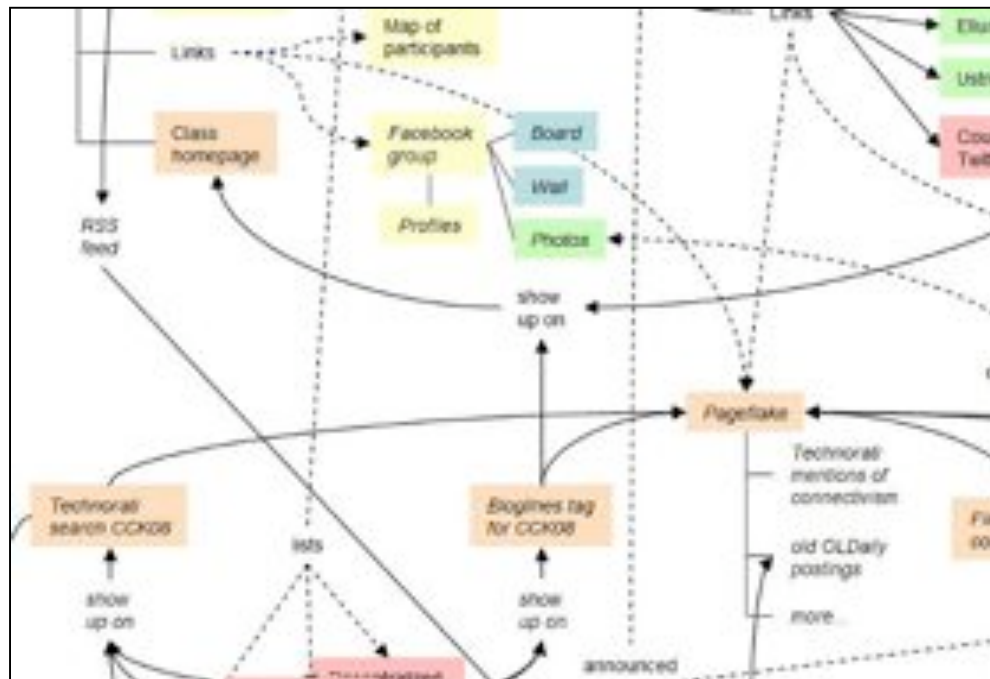 Map of
participants
Links
Links
Class
homepage
Facebook
group
Board
Wall
Profiles
Photos
RSS
feed
show
up on
Pageflake
Technorati
mentions of
connectivism
Technorati
search CCK08
Bloglines tag
for CCK08
lists
old OLDaily
postings
show
up on
show
up on
more...
announced